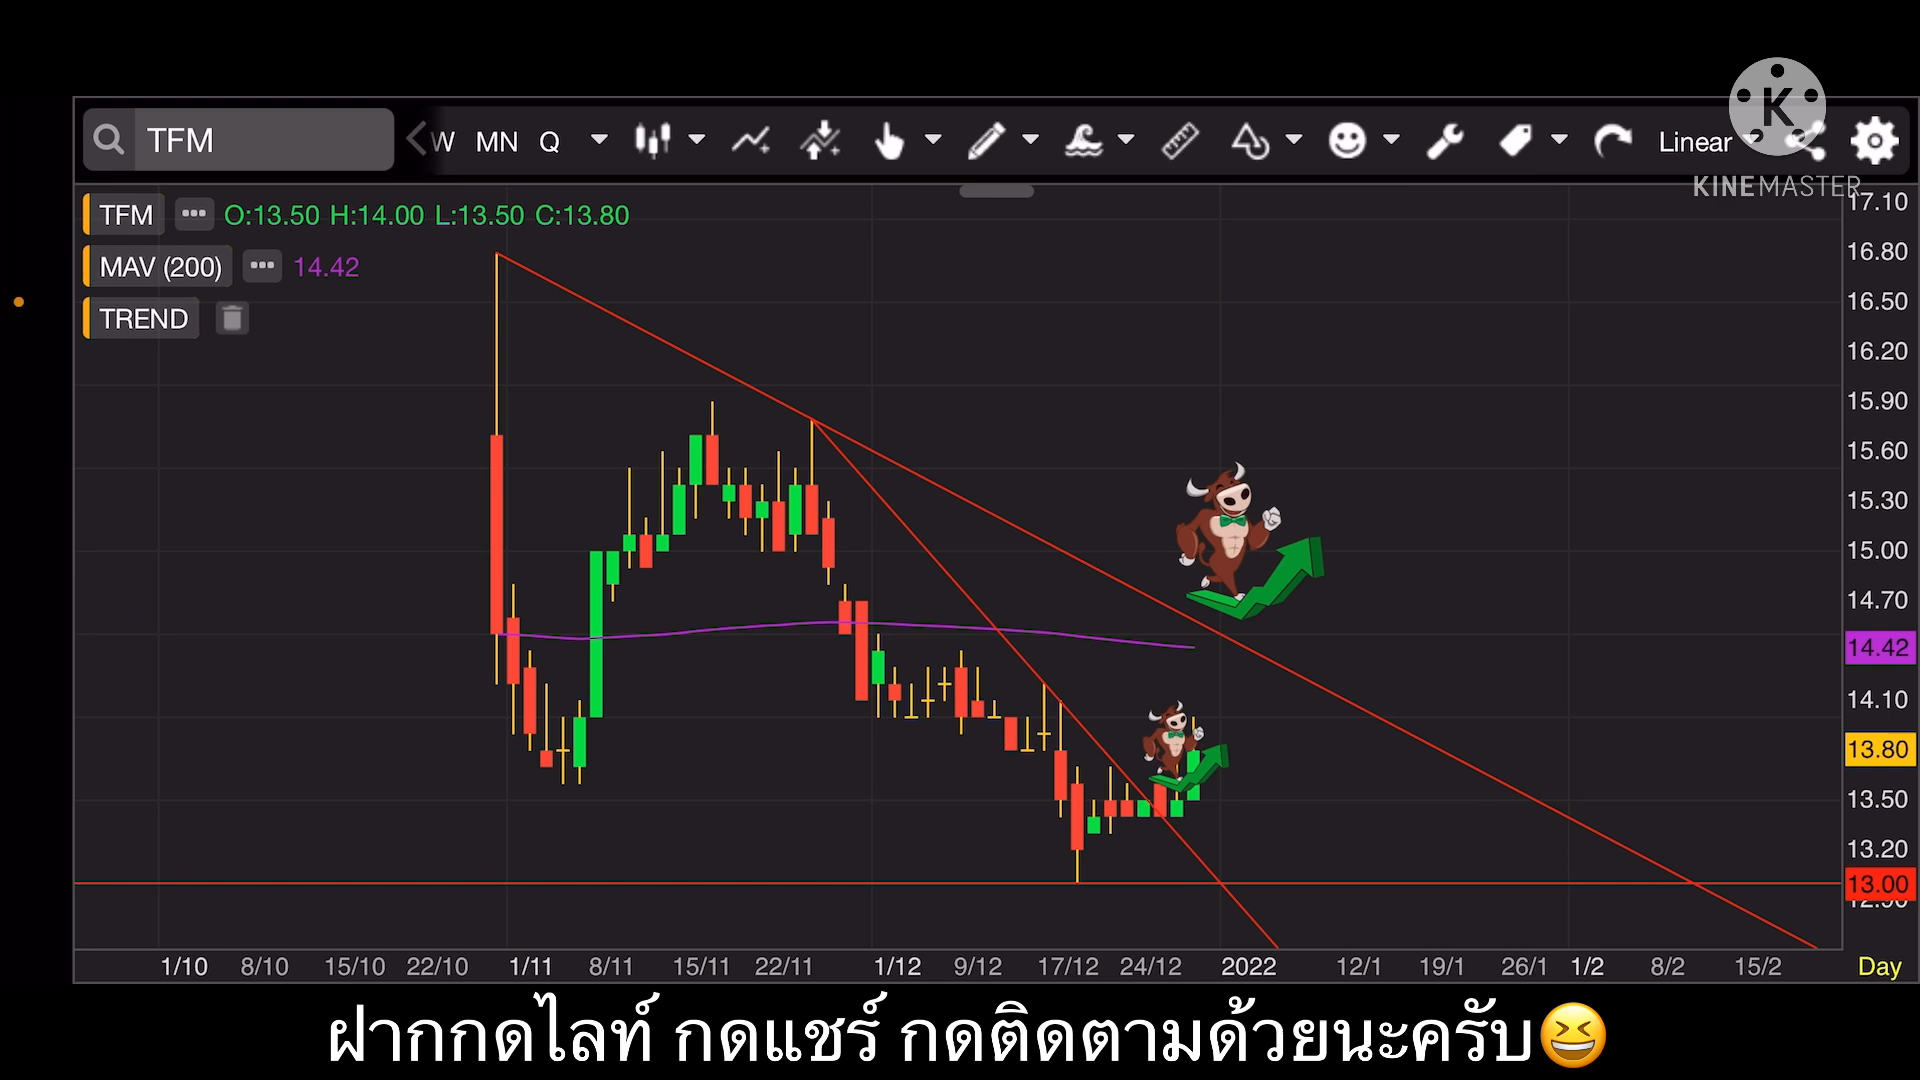 TFM W MN Q Linear
KINEMASTER
TFM ••• O:13.50 H:14.00 L:13.50 C:13.80
MAV (200) ••• 14.42
TREND
17.10
16.80
16.50
16.20
15.90
15.60
15.30
15.00
14.70
14.42
14.10
13.80
13.50
13.20
13.00
12.90
1/10 8/10 15/10 22/10 1/11 8/11 15/11 22/11 1/12 9/12 17/12 24/12 2022 12/1 19/1 26/1 1/2 8/2 15/2 Day
ฝากกดไลท์ กดแชร์ กดติดตามด้วยนะครับ😆